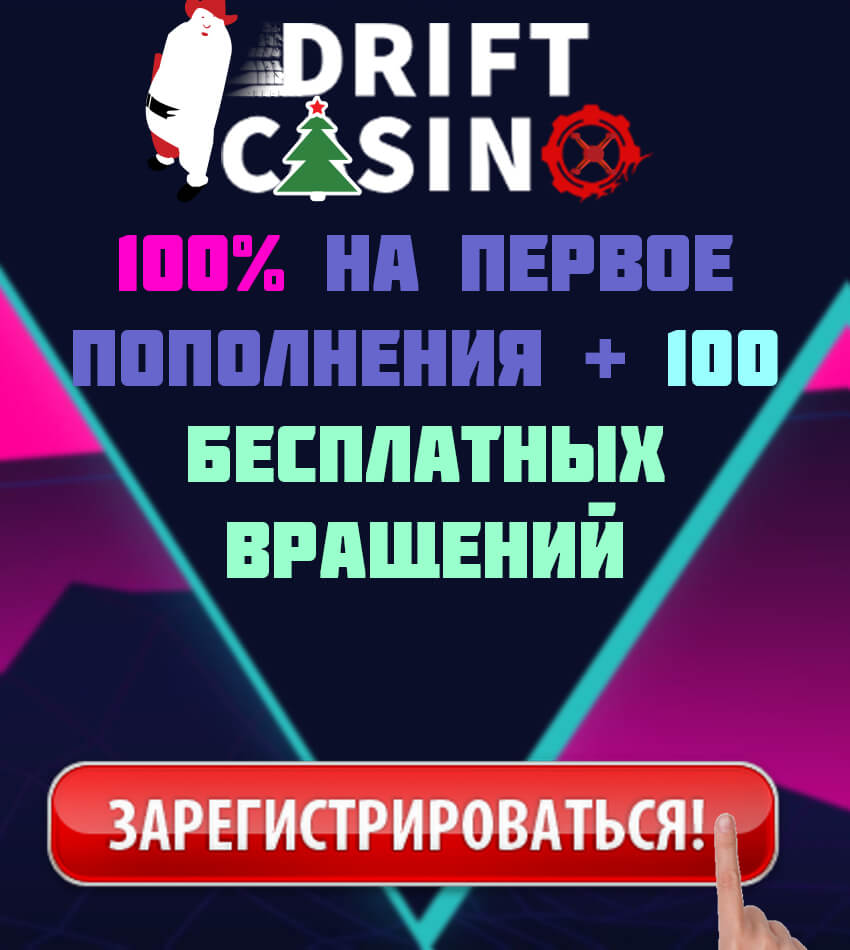 DRIFT
CASINO
100% НА ПЕРВОЕ
ПОПОЛНЕНИЯ + 100
БЕСПЛАТНЫХ
ВРАЩЕНИЙ
ЗАРЕГИСТРИРОВАТЬСЯ!